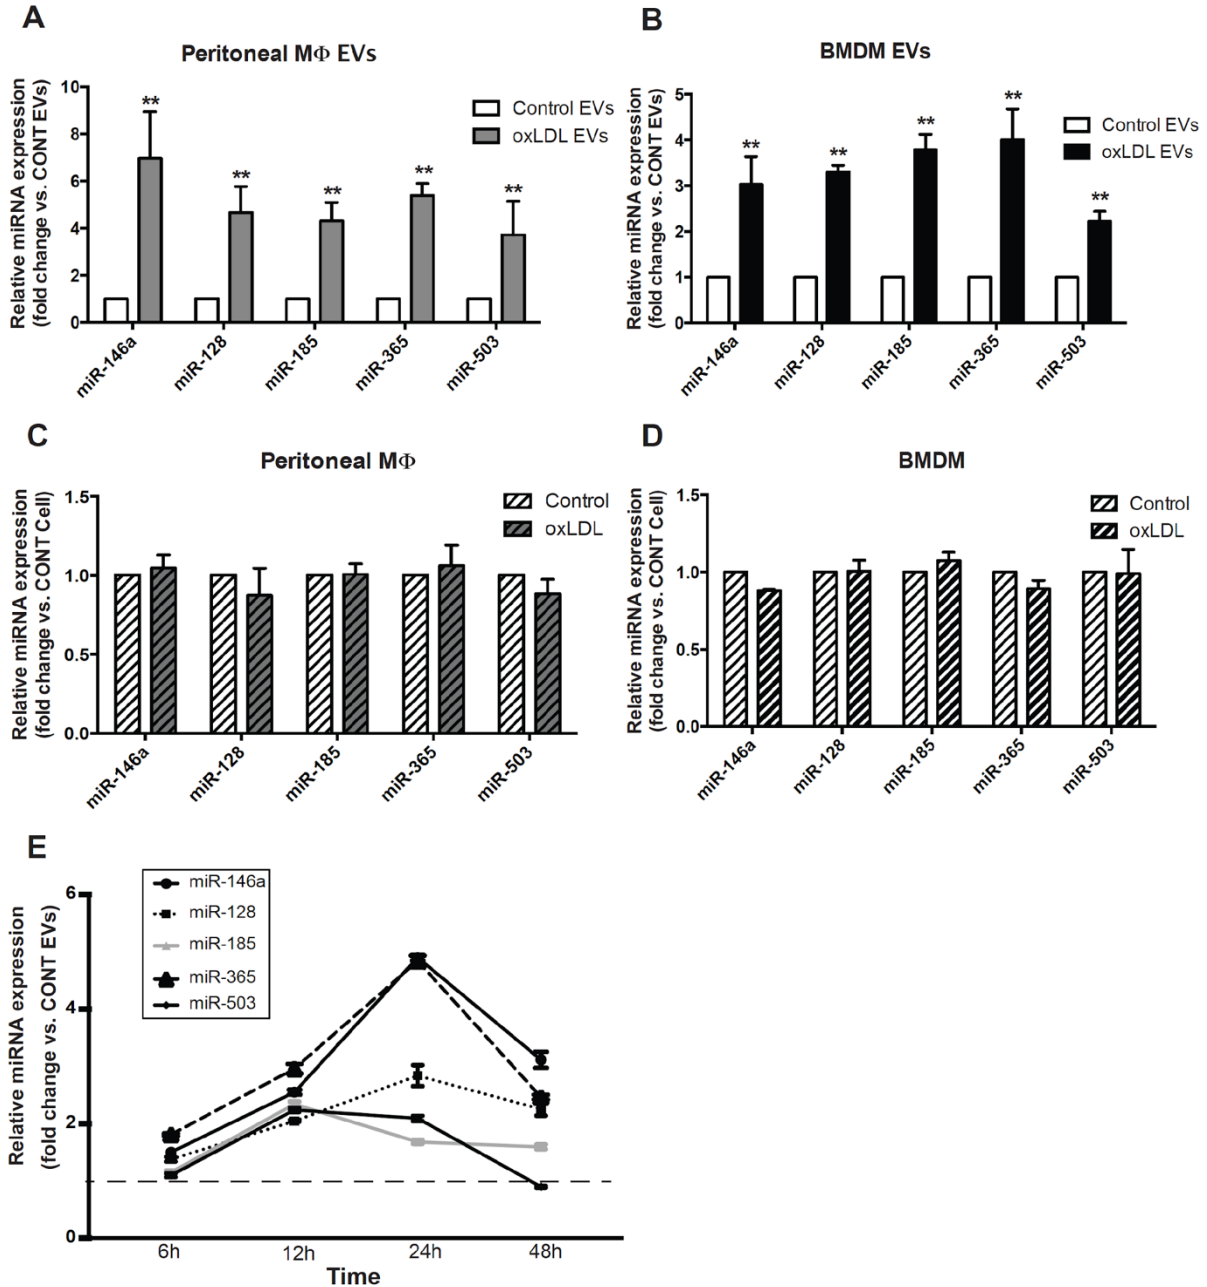 A
Peritoneal MΦ EVs
Relative miRNA expression
(fold change vs. CONT EVs)
10
8
6
4
2
0
**
**
**
**
**
Control EVs
oxLDL EVs
miR-146a
miR-128
miR-185
miR-365
miR-503
B
BMDM EVs
Relative miRNA expression
(fold change vs. CONT EVs)
5
4
3
2
1
0
**
**
**
**
**
Control EVs
oxLDL EVs
miR-146a
miR-128
miR-185
miR-365
miR-503
C
Peritoneal MΦ
Relative miRNA expression
(fold change vs. CONT Cell)
1.5
1.0
0.5
0.0
Control
oxLDL
miR-146a
miR-128
miR-185
miR-365
miR-503
D
BMDM
Relative miRNA expression
(fold change vs. CONT Cell)
1.5
1.0
0.5
0.0
Control
oxLDL
miR-146a
miR-128
miR-185
miR-365
miR-503
E
Relative miRNA expression
(fold change vs. CONT EVs)
6
4
2
0
miR-146a
miR-128
miR-185
miR-365
miR-503
6h
12h
24h
48h
Time